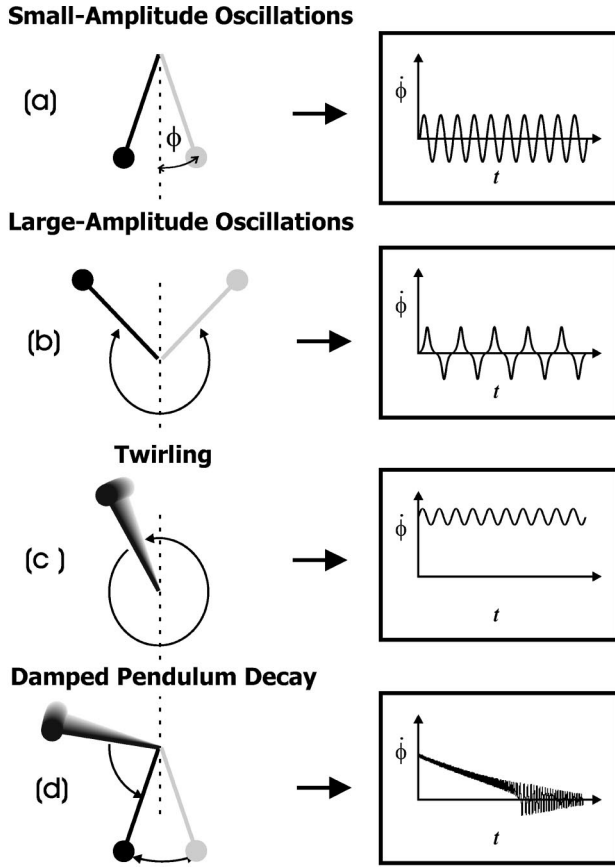 Small-Amplitude Oscillations
(a)
ϕ
ϕ̇
t
Large-Amplitude Oscillations
(b)
ϕ̇
t
Twirling
(c )
ϕ̇
t
Damped Pendulum Decay
(d)
ϕ̇
t